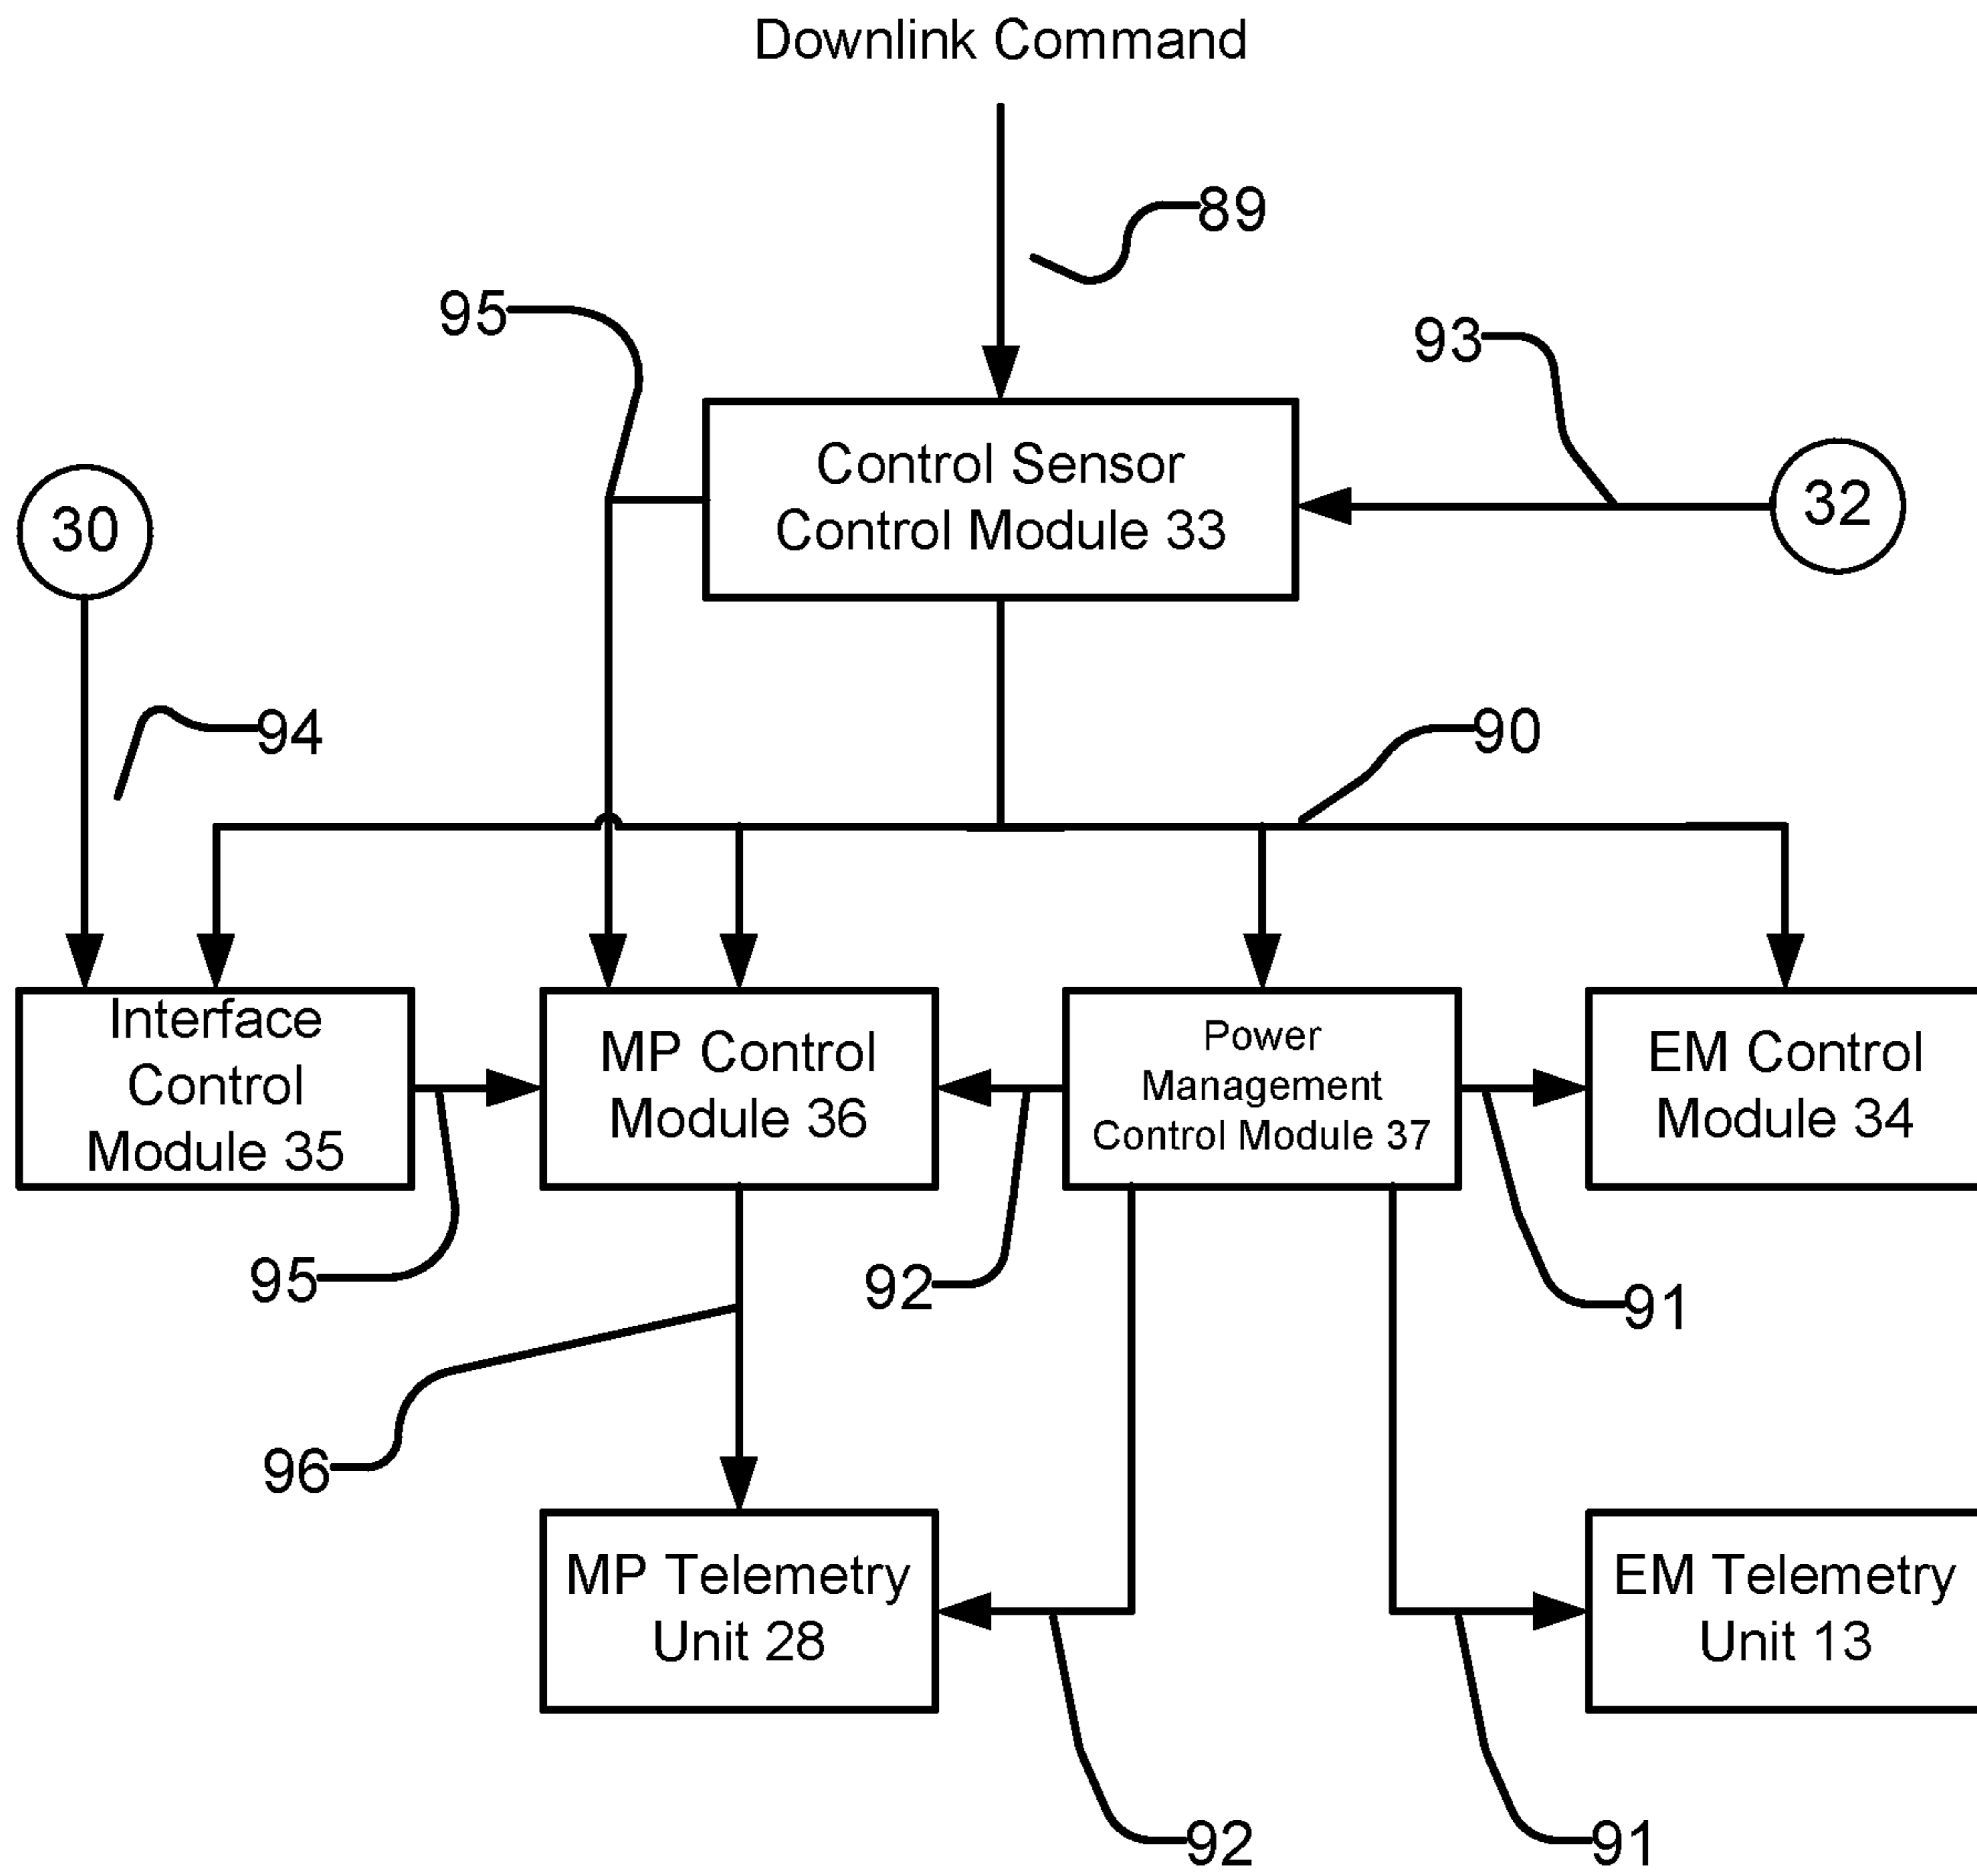 Downlink Command
89
95
93
Control Sensor
Control Module 33
30
32
94
90
Interface
Control
Module 35
MP Control
Module 36
Power
Management
Control Module 37
EM Control
Module 34
95
92
91
96
MP Telemetry
Unit 28
EM Telemetry
Unit 13
92
91